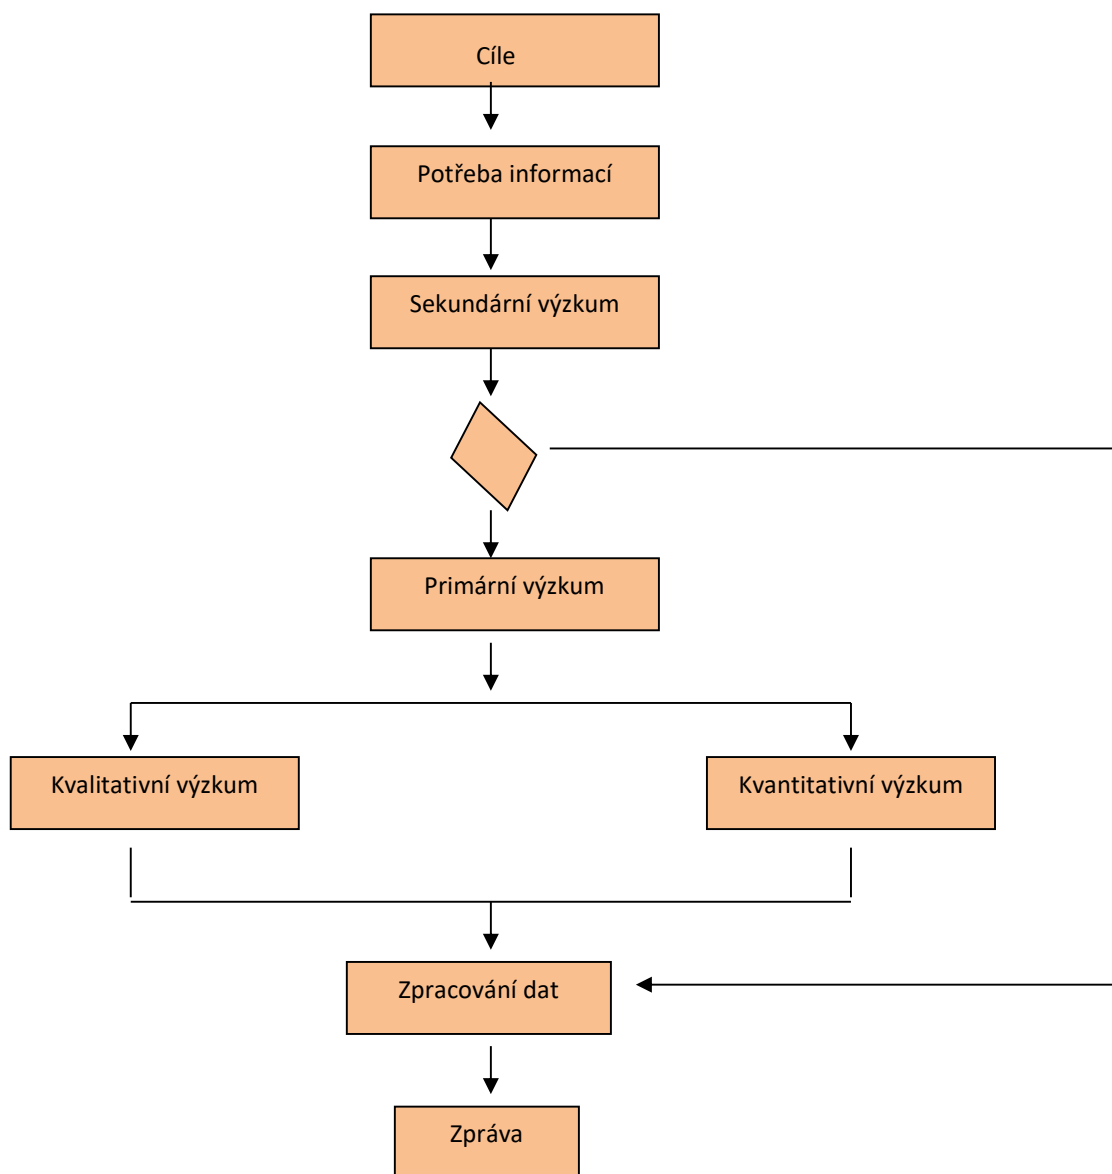 Cíle
Potřeba informací
Sekundární výzkum
Primární výzkum
Kvalitativní výzkum
Kvantitativní výzkum
Zpracování dat
Zpráva